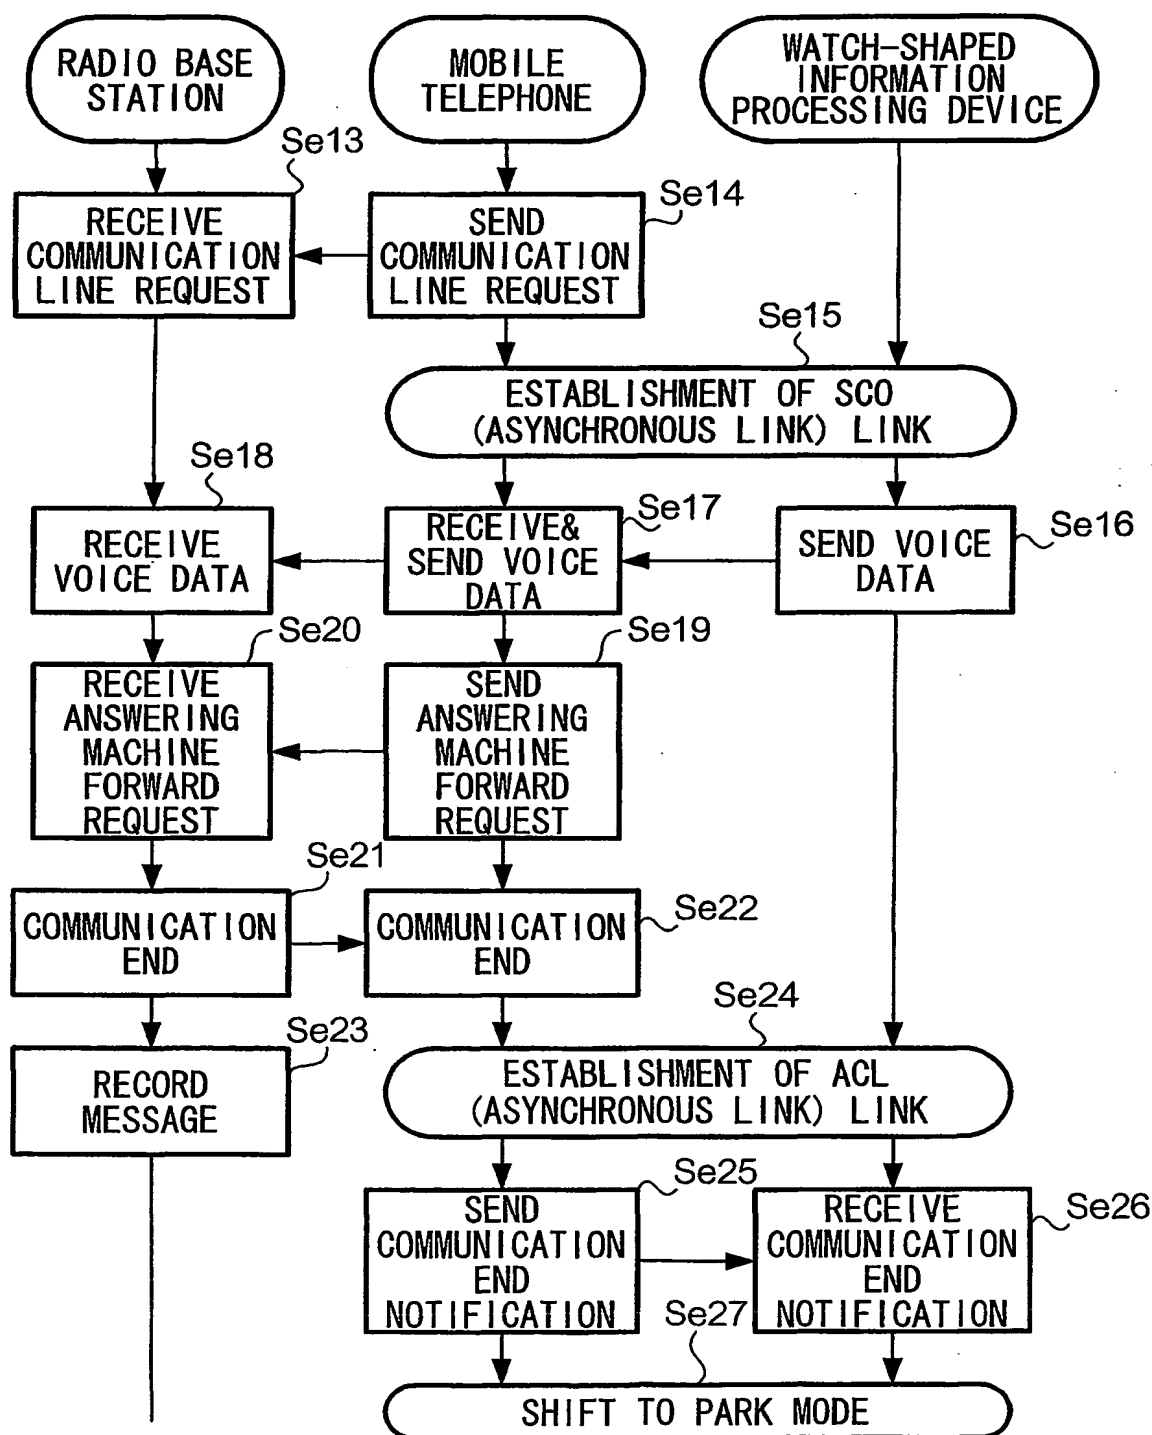 RADIO BASE
STATION
MOBILE
TELEPHONE
WATCH-SHAPED
INFORMATION
PROCESSING DEVICE
Se13
RECEIVE
COMMUNICATION
LINE REQUEST
Se14
SEND
COMMUNICATION
LINE REQUEST
Se15
ESTABLISHMENT OF SCO
(ASYNCHRONOUS LINK) LINK
Se18
RECEIVE
VOICE DATA
Se17
RECEIVE&
SEND VOICE
DATA
Se16
SEND VOICE
DATA
Se20
RECEIVE
ANSWERING
MACHINE
FORWARD
REQUEST
Se19
SEND
ANSWERING
MACHINE
FORWARD
REQUEST
Se21
COMMUNICATION
END
Se22
COMMUNICATION
END
Se23
RECORD
MESSAGE
Se24
ESTABLISHMENT OF ACL
(ASYNCHRONOUS LINK) LINK
Se25
SEND
COMMUNICATION
END
NOTIFICATION
Se26
RECEIVE
COMMUNICATION
END
NOTIFICATION
Se27
SHIFT TO PARK MODE